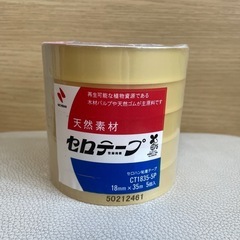 再生可能な植物資源である
木材パルプや天然ゴムが主原料です
天然素材
セロテープ
セロハン粘着テープ
CT1835-5P
18mm×35m 5巻入
50212461